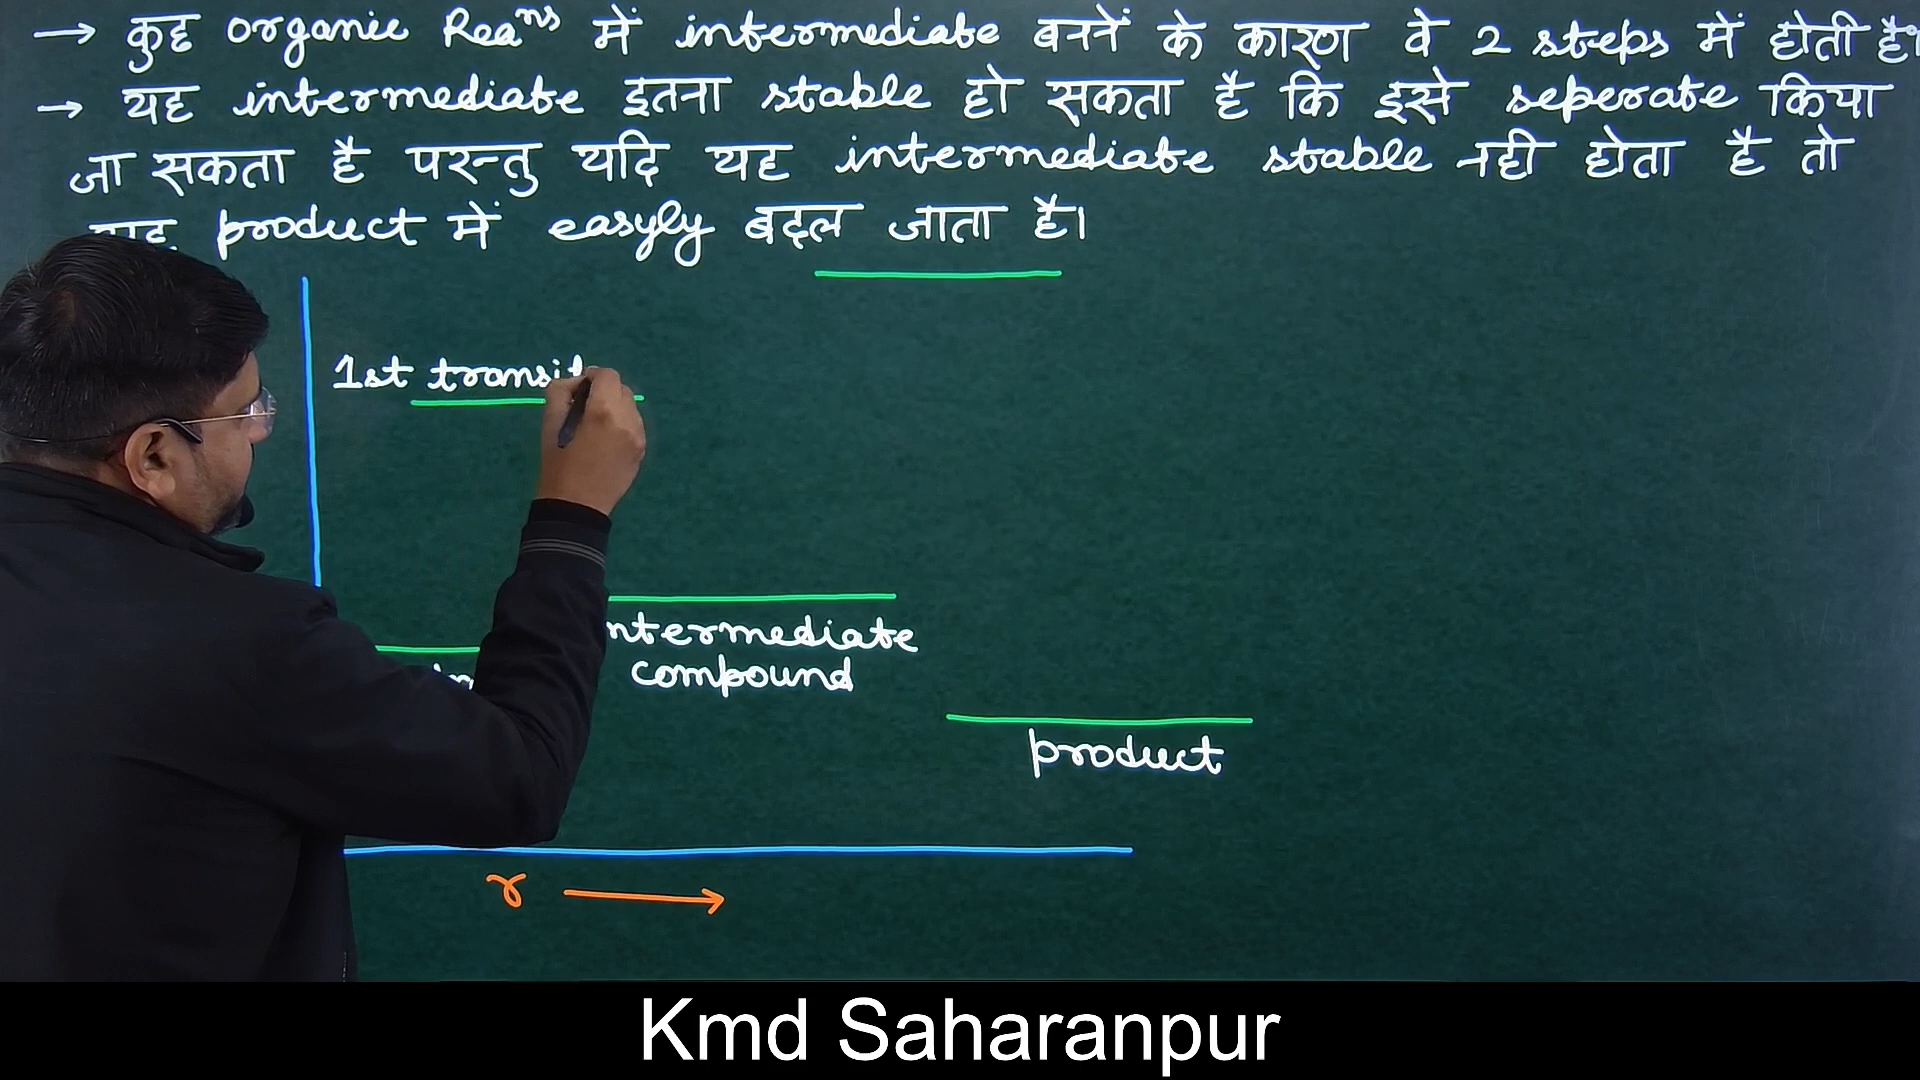 → कुह organic Reaⁿˢ में intermediate बननें के कारण वे 2 steps में होती है।
→ यह intermediate इतना stable हो सकता है कि इसे seperate किया
जा सकता है परन्तु यदि यह intermediate stable नही होता है तो
product में easyly बदल जाता है।
1st transit
ntermediate
compound
product
r →
Kmd Saharanpur